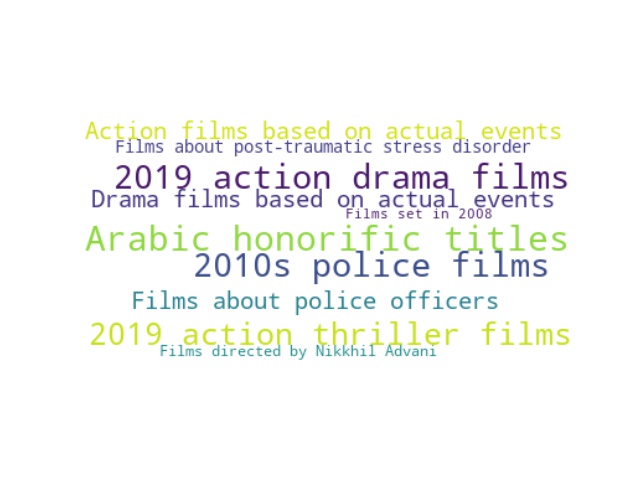 Action films based on actual events
Films about post-traumatic stress disorder
2019 action drama films
Drama films based on actual events
Films set in 2008
Arabic honorific titles
2010s police films
Films about police officers
2019 action thriller films
Films directed by Nikkhil Advani